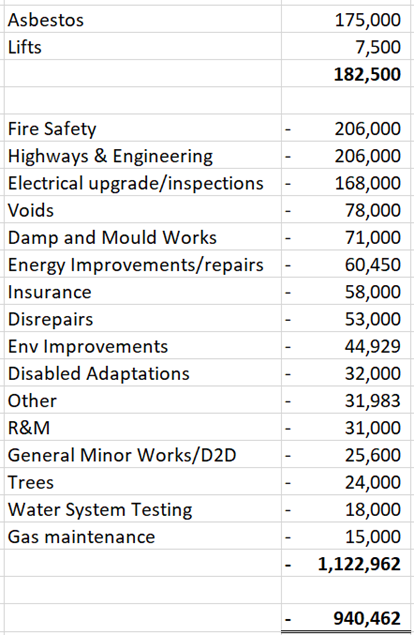 Asbestos 175,000
Lifts 7,500
182,500
Fire Safety - 206,000
Highways & Engineering - 206,000
Electrical upgrade/inspections - 168,000
Voids - 78,000
Damp and Mould Works - 71,000
Energy Improvements/repairs - 60,450
Insurance - 58,000
Disrepairs - 53,000
Env Improvements - 44,929
Disabled Adaptations - 32,000
Other - 31,983
R&M - 31,000
General Minor Works/D2D - 25,600
Trees - 24,000
Water System Testing - 18,000
Gas maintenance - 15,000
- 1,122,962
- 940,462